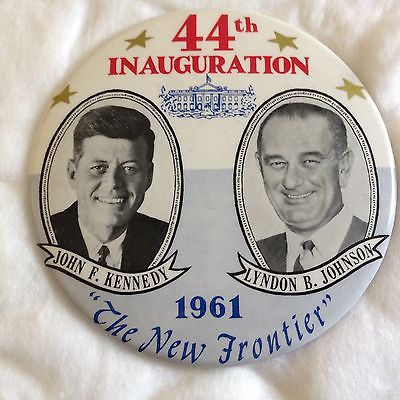 44th
INAUGURATION
JOHN F. KENNEDY
LYNDON B. JOHNSON
1961
"The New Frontier"